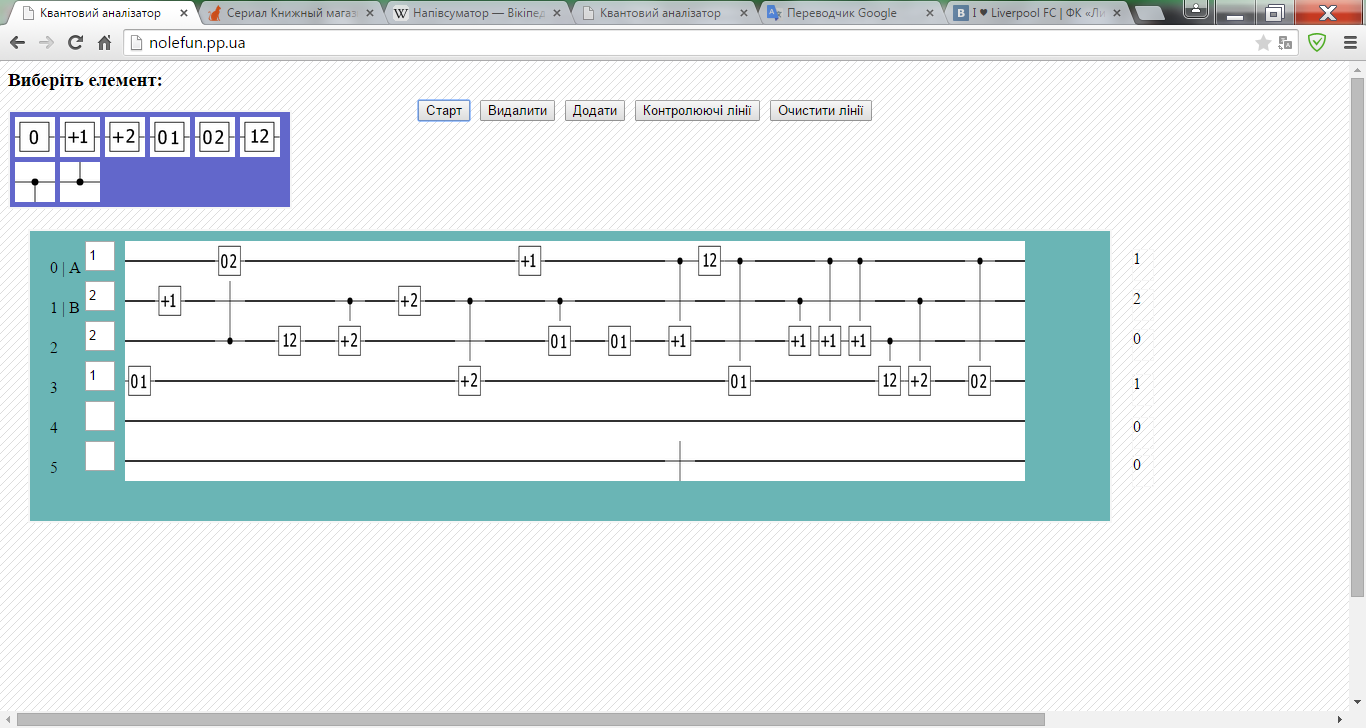 Квантовий аналізатор
Сериал Книжный магаз
Напівсуматор — Вікіпед
Квантовий аналізатор
Переводчик Google
I ♥ Liverpool FC | ФК «Ли
nolefun.pp.ua
Виберіть елемент:
Старт Видалити Додати Контролюючі лінії Очистити лінії
0 +1 +2 01 02 12
0 | A 1 02 +1 12 1
1 | B 2 +1 +2 2
2 2 12 +2 01 01 +1 +1 +1 +1 0
3 1 01 +2 01 12 +2 02 1
4 0
5 0